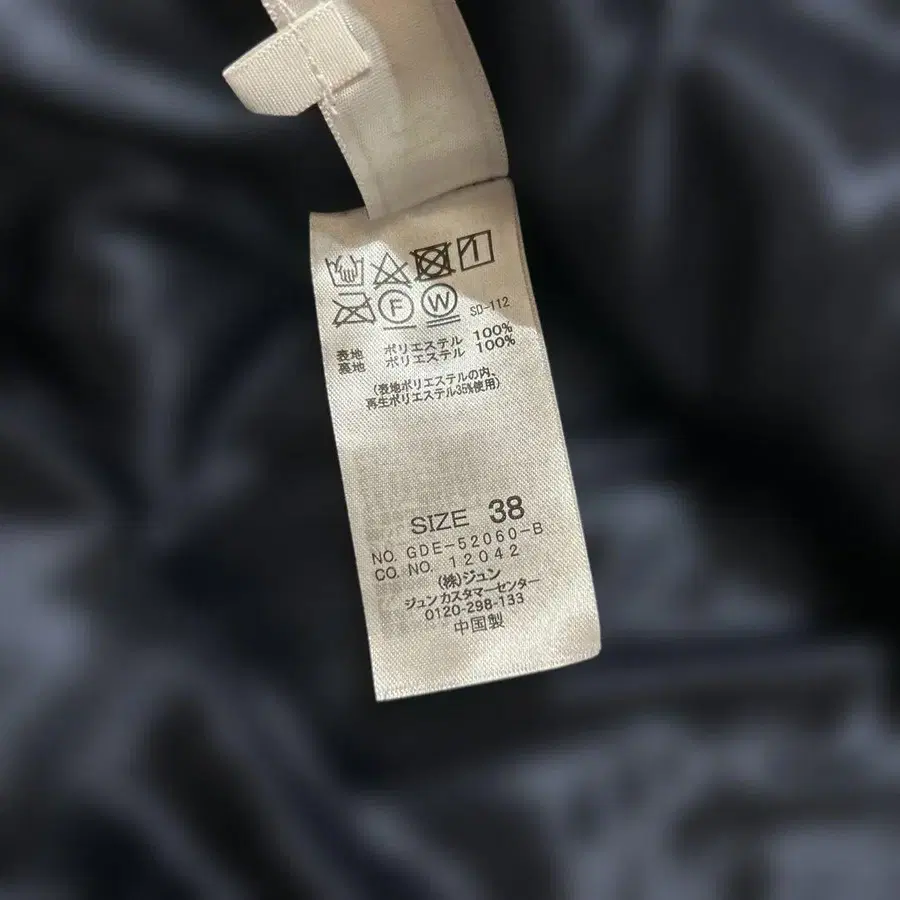 F W SD-112
表地 ポリエステル 100%
裏地 ポリエステル 100%
(表地ポリエステルの内、
再生ポリエステル35%使用)
SIZE 38
NO. GDE-52060-B
CO. NO. 12042
(株)ジュン
ジュンカスタマーセンター
0120-298-133
中国製